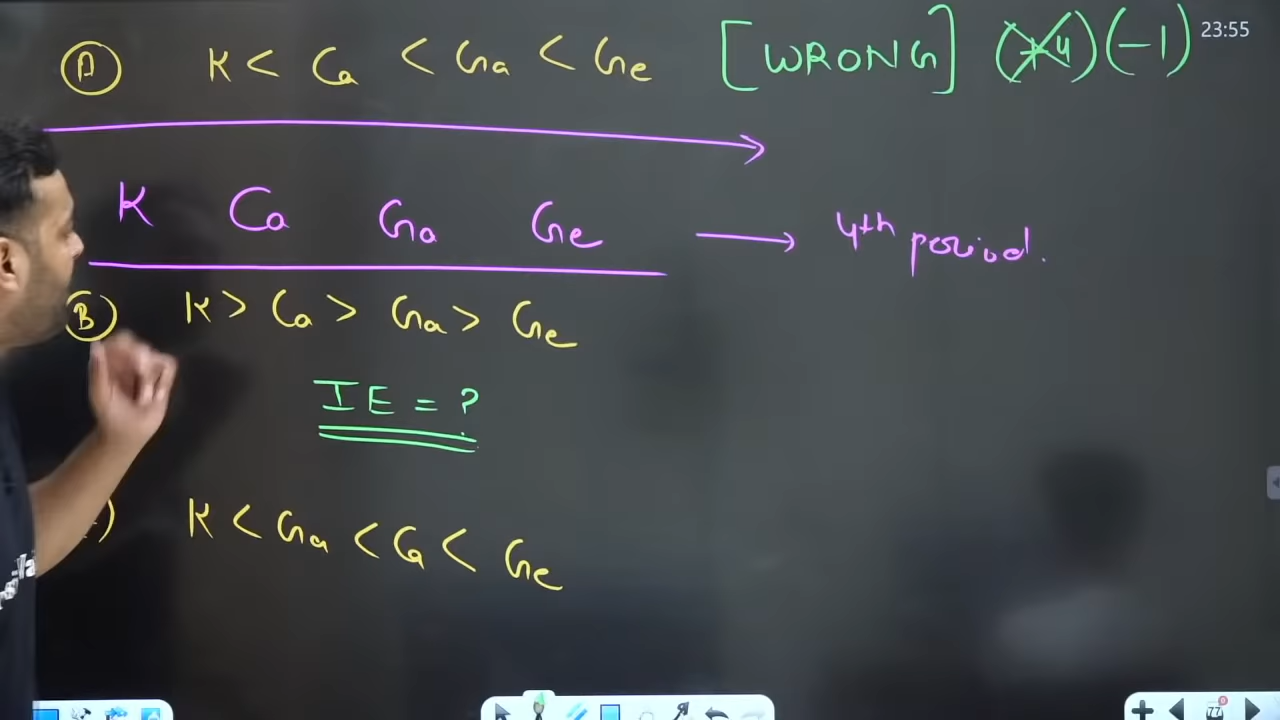 A K < Ca < Ga < Ge [WRONG] (+4) (-1) 23:55
K Ca Ga Ge → 4th period.
B K > Ca > Ga > Ge
IE = ?
) K < Ga < Ca < Ge